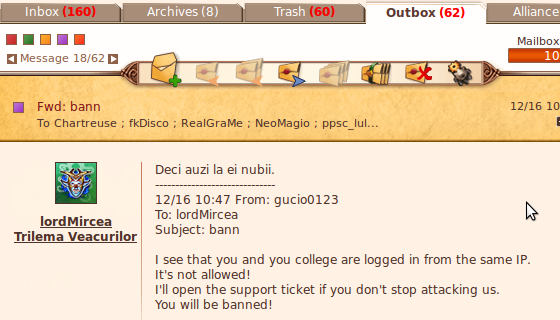 Inbox (160)
Archives (8)
Trash (60)
Outbox (62)
Alliance
Message 18/62
Mailbox
10
Fwd: bann
12/16 10
To Chartreuse ; fkDisco ; RealGraMe ; NeoMagio ; ppsc_lul...
lordMircea
Trilema Veacurilor
Deci auzi la ei nubii.
------------------------------
12/16 10:47 From: gucio0123
To: lordMircea
Subject: bann
I see that you and you college are logged in from the same IP.
It's not allowed!
I'll open the support ticket if you don't stop attacking us.
You will be banned!